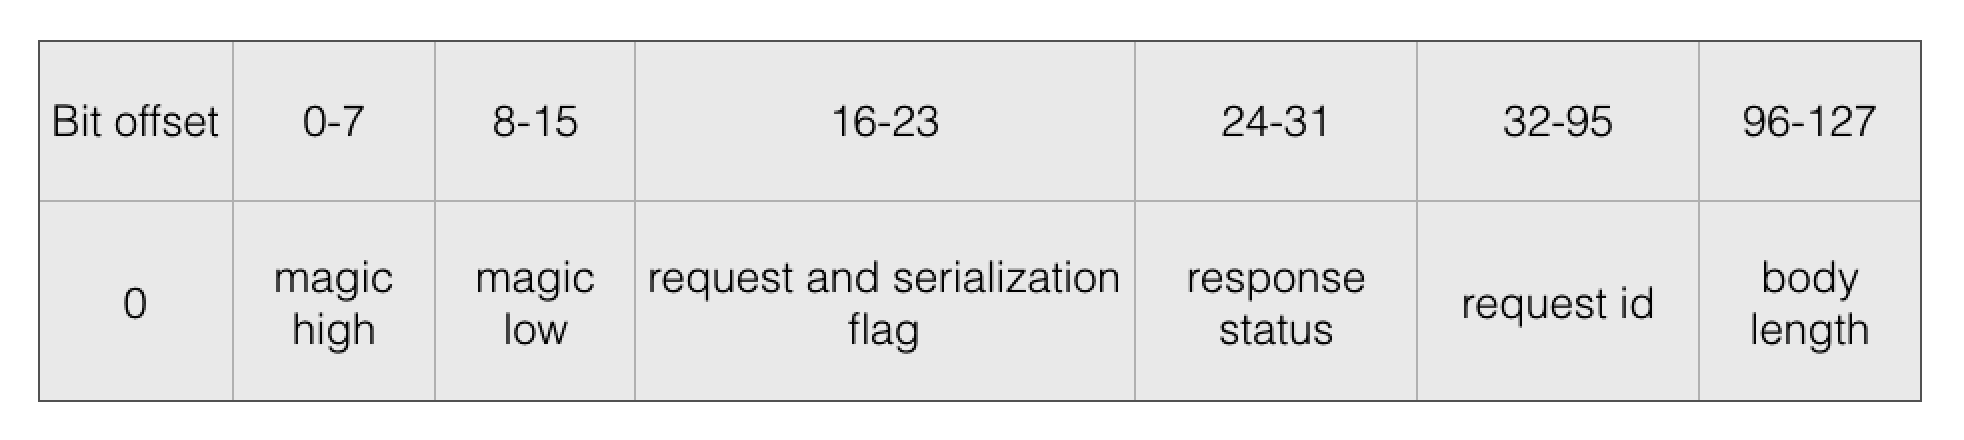 Bit offset 0-7 8-15 16-23 24-31 32-95 96-127
0 magic high magic low request and serialization flag response status request id body length